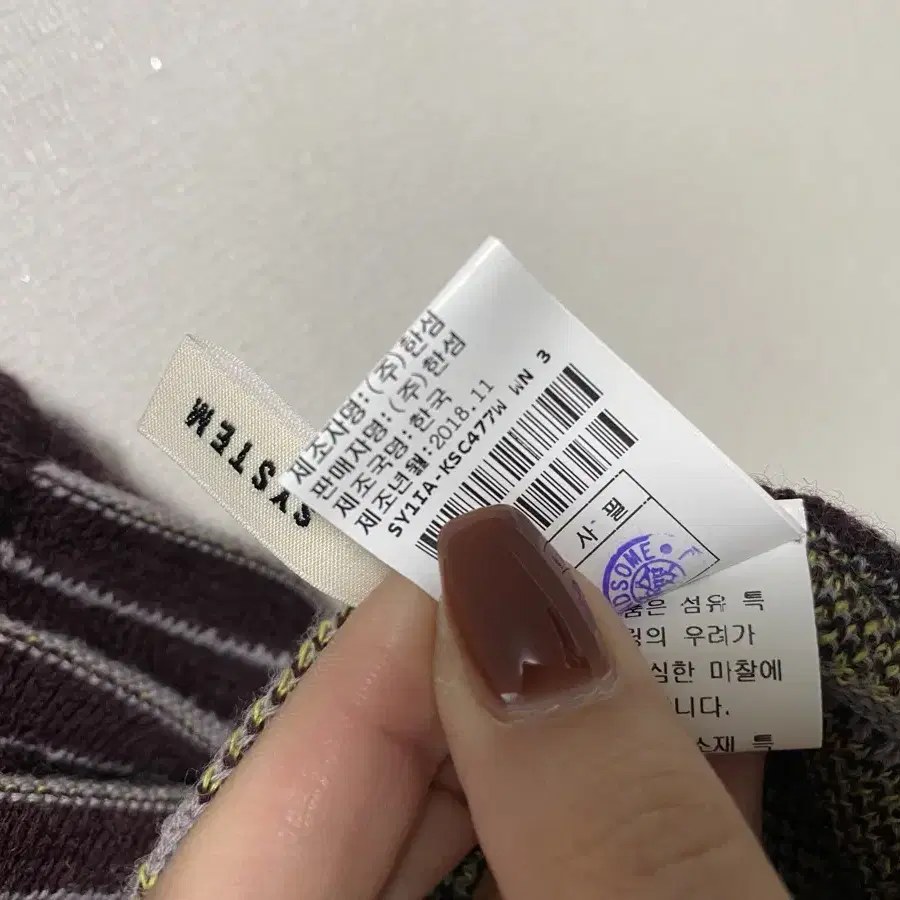 SYSTEM
제조자명:(주)한섬
판매자명:(주)한섬
제조국명:한국
제조년월:2018.11
SY1IA-KSC477W WN 3
사 필
DSOME
은 섬유 특
의 우려가
심한 마찰에
니다.
소재 특